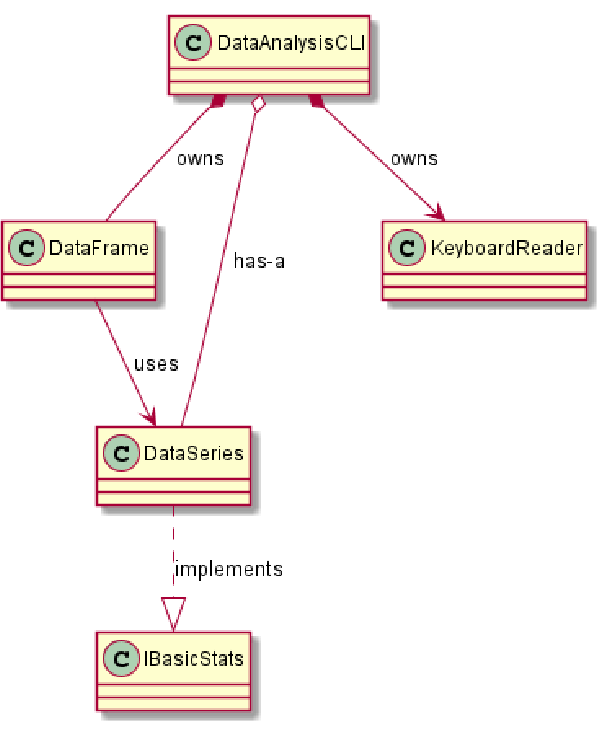 C DataAnalysisCLI
owns
owns
C DataFrame
C KeyboardReader
has-a
uses
C DataSeries
implements
C IBasicStats